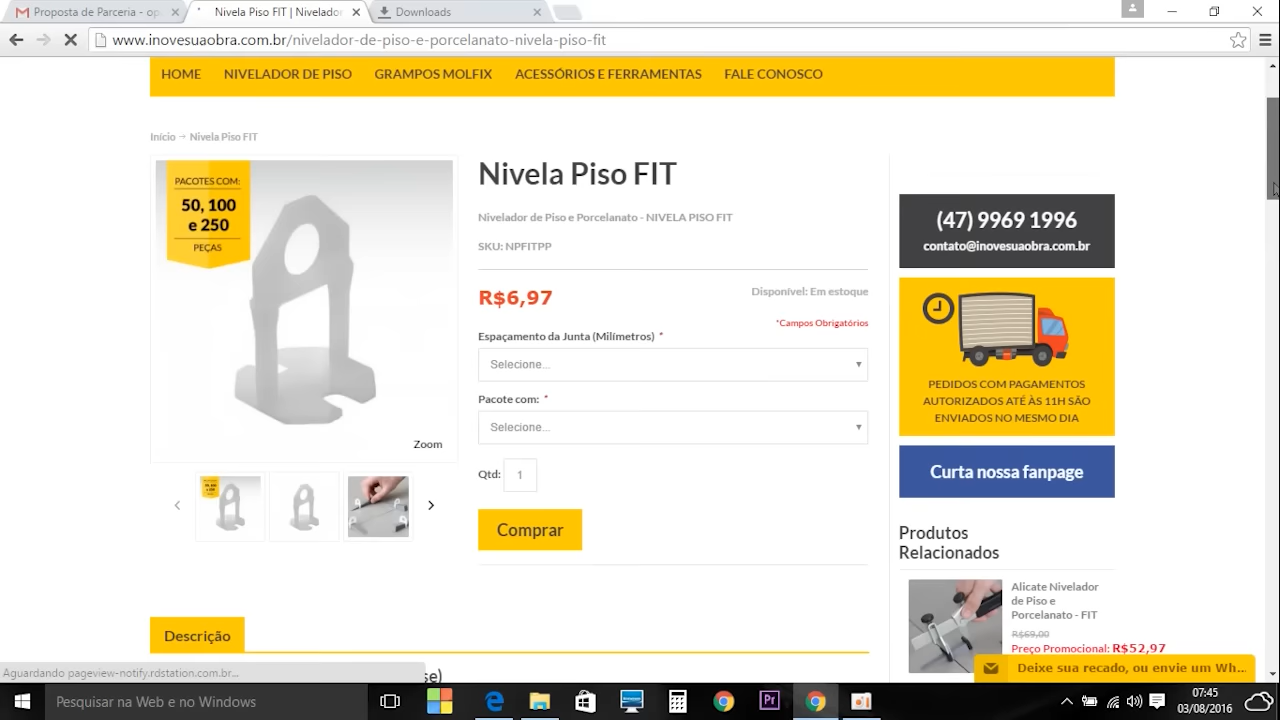 Proposta de Parceria - op
Nivela Piso FIT | Nivelador
Downloads
www.inovesuaobra.com.br/nivelador-de-piso-e-porcelanato-nivela-piso-fit
HOME NIVELADOR DE PISO GRAMPOS MOLFIX ACESSÓRIOS E FERRAMENTAS FALE CONOSCO
Início → Nivela Piso FIT
PACOTES COM:
50, 100
e 250
PEÇAS
Zoom
Nivela Piso FIT
Nivelador de Piso e Porcelanato - NIVELA PISO FIT
SKU: NPFITPP
R$6,97
Disponível: Em estoque
*Campos Obrigatórios
Espaçamento da Junta (Milímetros) *
Selecione...
Pacote com: *
Selecione...
Qtd: 1
Comprar
(47) 9969 1996
contato@inovesuaobra.com.br
PEDIDOS COM PAGAMENTOS
AUTORIZADOS ATÉ ÀS 11H SÃO
ENVIADOS NO MESMO DIA
Curta nossa fanpage
Produtos
Relacionados
Alicate Nivelador
de Piso e
Porcelanato - FIT
R$69,00
Preço Promocional: R$52,97
Descrição
se)
Aguardando pageview-notify.rdstation.com.br...
Deixe sua recado, ou envie um Wh...
Pesquisar na Web e no Windows
07:45
03/08/2016